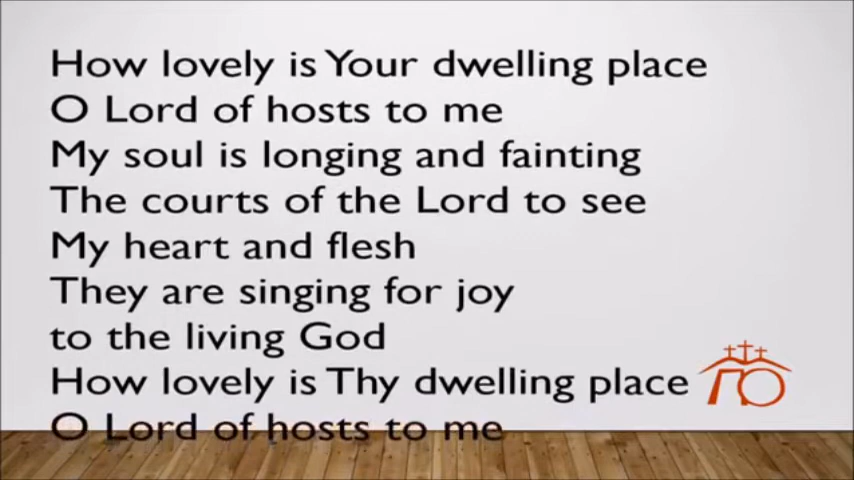 How lovely is Your dwelling place
O Lord of hosts to me
My soul is longing and fainting
The courts of the Lord to see
My heart and flesh
They are singing for joy
to the living God
How lovely is Thy dwelling place
O Lord of hosts to me